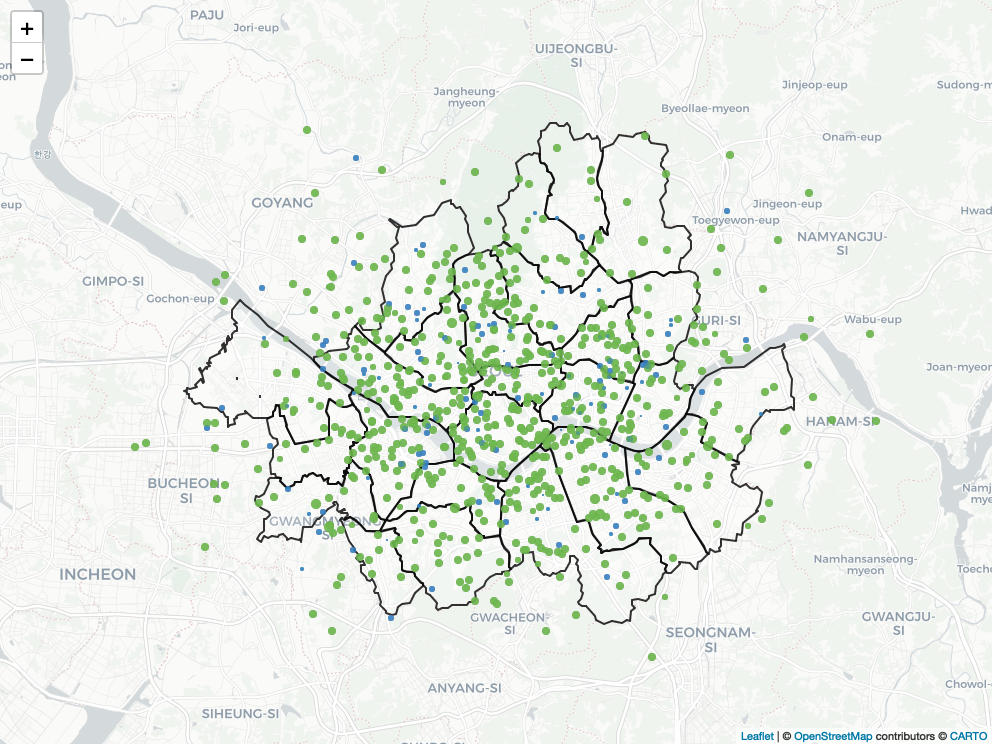 +
−
PAJU
Jori-eup
UIJEONGBU-
SI
Jangheung-
myeon
Jinjeop-eup
Sudong-m
Byeollae-myeon
Onam-eup
한강
eup
GOYANG
Jingeon-eup
Toegyewon-eup
Hwad
NAMYANGJU-
SI
GIMPO-SI
Gochon-eup
GURI-SI
Wabu-eup
Joan-myeon
HANAM-SI
BUCHEON-
SI
GWANGMYEONG-
SI
Namhansanseong-
myeon
Toecho
INCHEON
GWACHEON-
SI
GWANGJU-
SI
SEONGNAM-
SI
ANYANG-SI
Chowol-e
SIHEUNG-SI
Leaflet | © OpenStreetMap contributors © CARTO